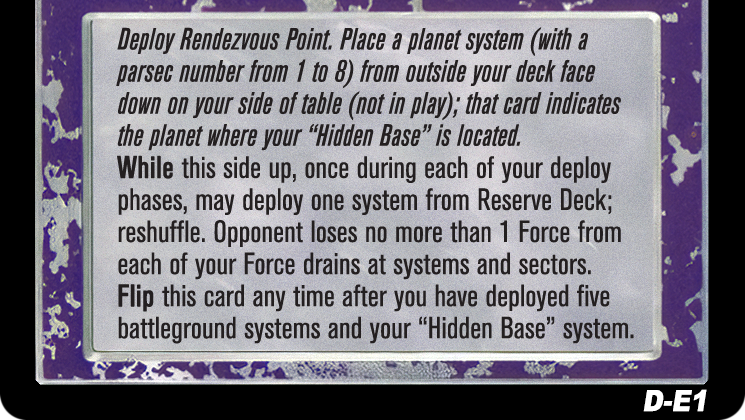 Deploy Rendezvous Point. Place a planet system (with a
parsec number from 1 to 8) from outside your deck face
down on your side of table (not in play); that card indicates
the planet where your “Hidden Base” is located.
While this side up, once during each of your deploy
phases, may deploy one system from Reserve Deck;
reshuffle. Opponent loses no more than 1 Force from
each of your Force drains at systems and sectors.
Flip this card any time after you have deployed five
battleground systems and your “Hidden Base” system.
D-E1